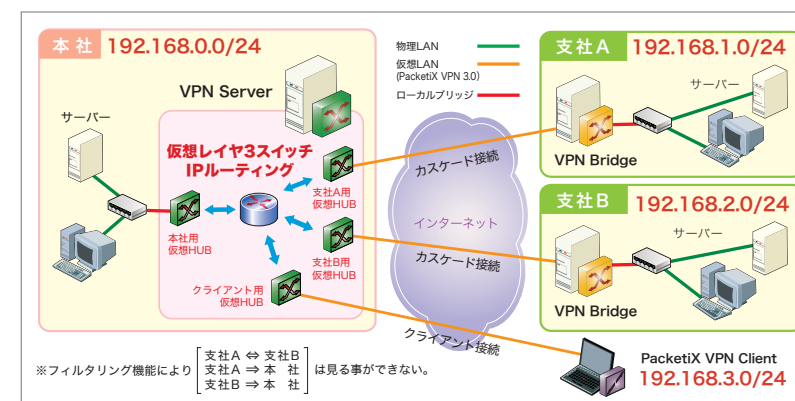 本 社 192.168.0.0/24
VPN Server
サーバー
仮想レイヤ3スイッチ
IPルーティング
支社A用
仮想HUB
本社用
仮想HUB
支社B用
仮想HUB
クライアント用
仮想HUB
物理LAN
仮想LAN
(PacketiX VPN 3.0)
ローカルブリッジ
カスケード接続
インターネット
カスケード接続
クライアント接続
支社A 192.168.1.0/24
サーバー
VPN Bridge
支社B 192.168.2.0/24
サーバー
VPN Bridge
PacketiX VPN Client
192.168.3.0/24
※フィルタリング機能により
支社A ⇔ 支社B
支社A ⇒ 本 社
支社B ⇒ 本 社
は見る事ができない。